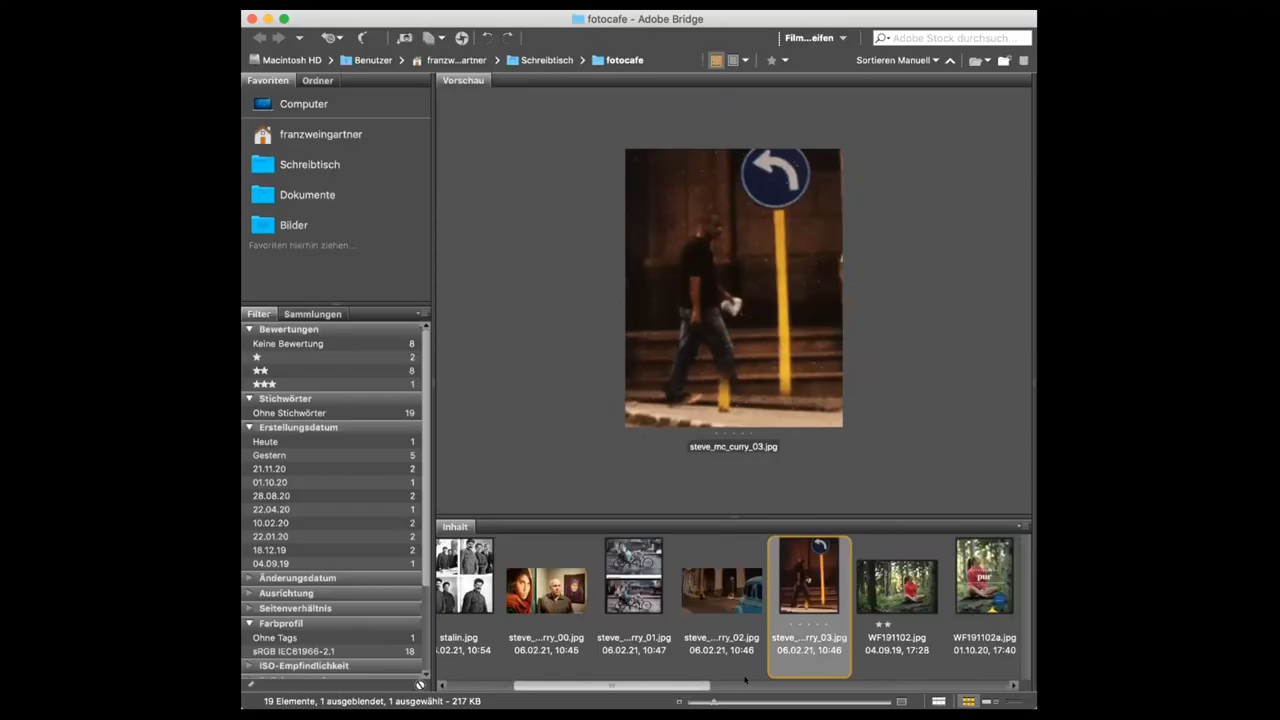 fotocafe - Adobe Bridge
Film...eifen
Adobe Stock durchsuch...
Macintosh HD
Benutzer
franzw...artner
Schreibtisch
fotocafe
Sortieren Manuell
Favoriten
Ordner
Computer
franzweingartner
Schreibtisch
Dokumente
Bilder
Favoriten hierhin ziehen...
Filter
Sammlungen
Bewertungen
Keine Bewertung 8
★ 2
★★ 8
★★★ 1
Stichwörter
Ohne Stichwörter 19
Erstellungsdatum
Heute 1
Gestern 5
21.11.20 2
01.10.20 1
28.08.20 2
22.04.20 1
10.02.20 2
22.01.20 2
18.12.19 2
04.09.19 1
Änderungsdatum
Ausrichtung
Seitenverhältnis
Farbprofil
Ohne Tags 1
sRGB IEC61966-2.1 18
ISO-Empfindlichkeit
Vorschau
steve_mc_curry_03.jpg
Inhalt
pur
stalin.jpg
.02.21, 10:54
steve_...rry_00.jpg
06.02.21, 10:45
steve_...rry_01.jpg
06.02.21, 10:47
steve_...rry_02.jpg
06.02.21, 10:46
steve_...rry_03.jpg
06.02.21, 10:46
★★
WF191102.jpg
04.09.19, 17:28
WF191102a.jpg
01.10.20, 17:40
19 Elemente, 1 ausgeblendet, 1 ausgewählt - 217 KB